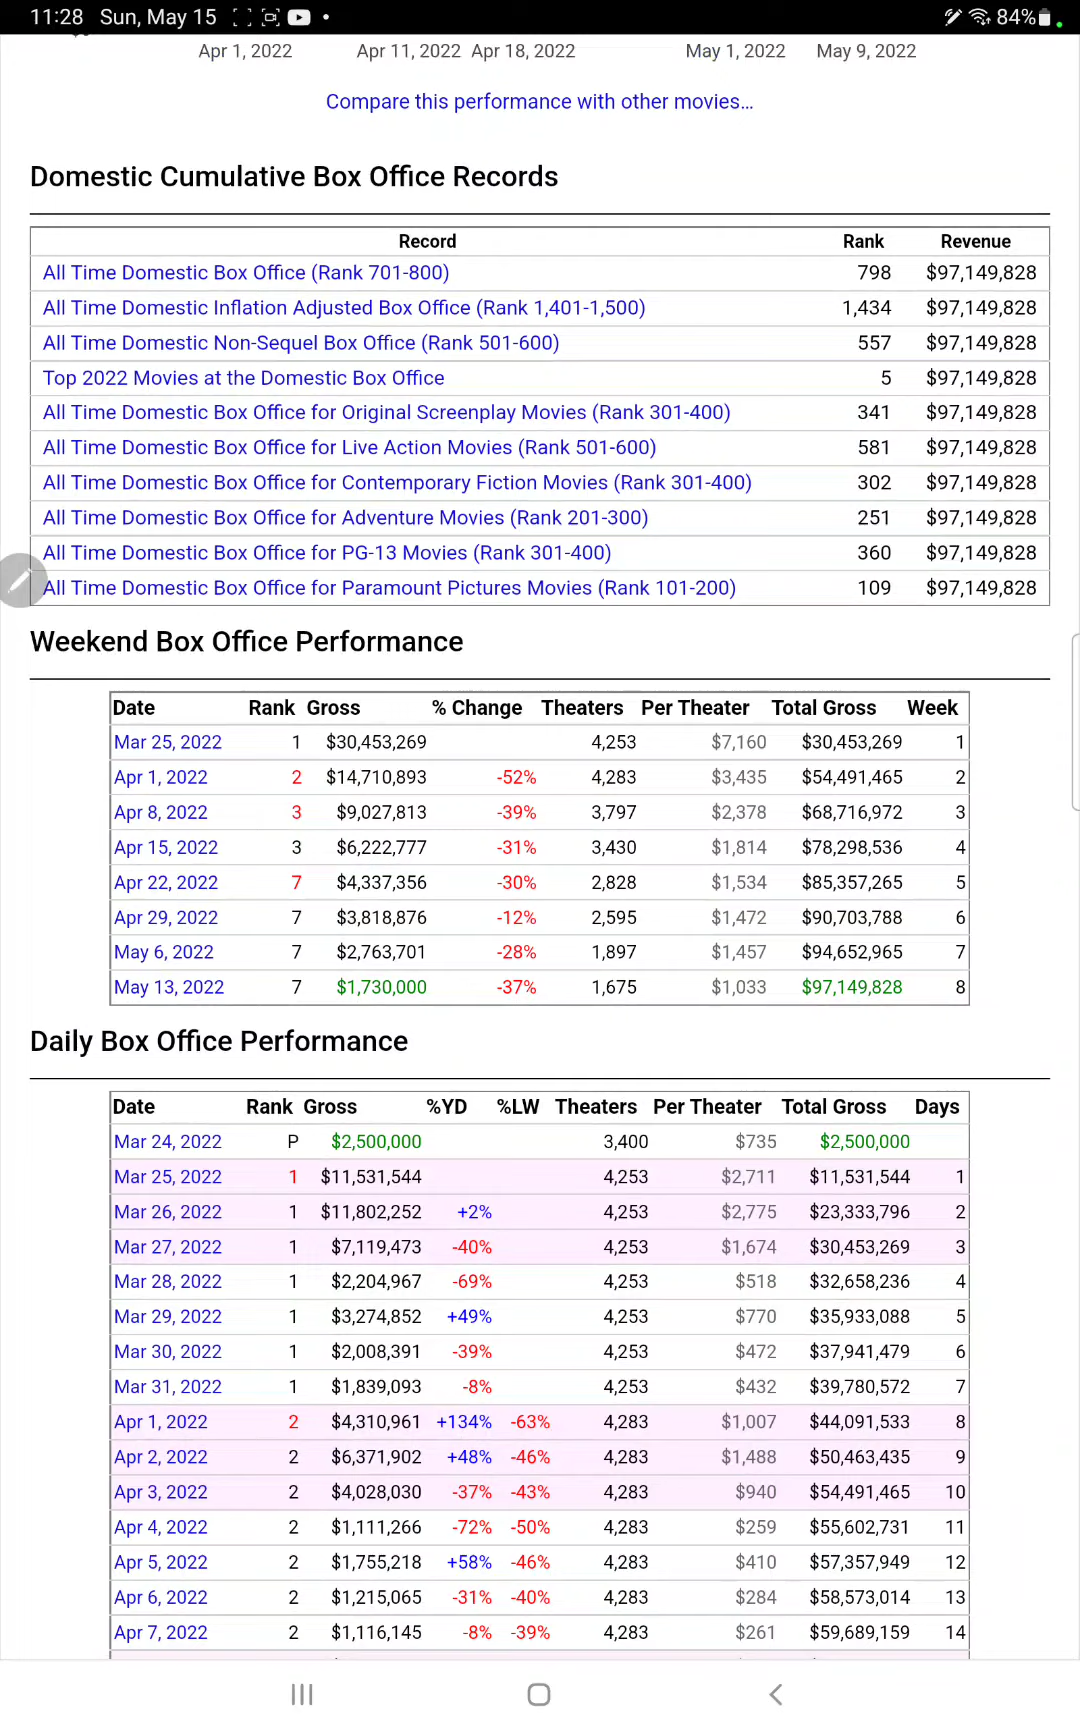 11:28 Sun, May 15 84%
Apr 1, 2022 Apr 11, 2022 Apr 18, 2022 May 1, 2022 May 9, 2022
Compare this performance with other movies...
Domestic Cumulative Box Office Records
Record Rank Revenue
All Time Domestic Box Office (Rank 701-800) 798 $97,149,828
All Time Domestic Inflation Adjusted Box Office (Rank 1,401-1,500) 1,434 $97,149,828
All Time Domestic Non-Sequel Box Office (Rank 501-600) 557 $97,149,828
Top 2022 Movies at the Domestic Box Office 5 $97,149,828
All Time Domestic Box Office for Original Screenplay Movies (Rank 301-400) 341 $97,149,828
All Time Domestic Box Office for Live Action Movies (Rank 501-600) 581 $97,149,828
All Time Domestic Box Office for Contemporary Fiction Movies (Rank 301-400) 302 $97,149,828
All Time Domestic Box Office for Adventure Movies (Rank 201-300) 251 $97,149,828
All Time Domestic Box Office for PG-13 Movies (Rank 301-400) 360 $97,149,828
All Time Domestic Box Office for Paramount Pictures Movies (Rank 101-200) 109 $97,149,828
Weekend Box Office Performance
Date Rank Gross % Change Theaters Per Theater Total Gross Week
Mar 25, 2022 1 $30,453,269 4,253 $7,160 $30,453,269 1
Apr 1, 2022 2 $14,710,893 -52% 4,283 $3,435 $54,491,465 2
Apr 8, 2022 3 $9,027,813 -39% 3,797 $2,378 $68,716,972 3
Apr 15, 2022 3 $6,222,777 -31% 3,430 $1,814 $78,298,536 4
Apr 22, 2022 7 $4,337,356 -30% 2,828 $1,534 $85,357,265 5
Apr 29, 2022 7 $3,818,876 -12% 2,595 $1,472 $90,703,788 6
May 6, 2022 7 $2,763,701 -28% 1,897 $1,457 $94,652,965 7
May 13, 2022 7 $1,730,000 -37% 1,675 $1,033 $97,149,828 8
Daily Box Office Performance
Date Rank Gross %YD %LW Theaters Per Theater Total Gross Days
Mar 24, 2022 P $2,500,000 3,400 $735 $2,500,000
Mar 25, 2022 1 $11,531,544 4,253 $2,711 $11,531,544 1
Mar 26, 2022 1 $11,802,252 +2% 4,253 $2,775 $23,333,796 2
Mar 27, 2022 1 $7,119,473 -40% 4,253 $1,674 $30,453,269 3
Mar 28, 2022 1 $2,204,967 -69% 4,253 $518 $32,658,236 4
Mar 29, 2022 1 $3,274,852 +49% 4,253 $770 $35,933,088 5
Mar 30, 2022 1 $2,008,391 -39% 4,253 $472 $37,941,479 6
Mar 31, 2022 1 $1,839,093 -8% 4,253 $432 $39,780,572 7
Apr 1, 2022 2 $4,310,961 +134% -63% 4,283 $1,007 $44,091,533 8
Apr 2, 2022 2 $6,371,902 +48% -46% 4,283 $1,488 $50,463,435 9
Apr 3, 2022 2 $4,028,030 -37% -43% 4,283 $940 $54,491,465 10
Apr 4, 2022 2 $1,111,266 -72% -50% 4,283 $259 $55,602,731 11
Apr 5, 2022 2 $1,755,218 +58% -46% 4,283 $410 $57,357,949 12
Apr 6, 2022 2 $1,215,065 -31% -40% 4,283 $284 $58,573,014 13
Apr 7, 2022 2 $1,116,145 -8% -39% 4,283 $261 $59,689,159 14